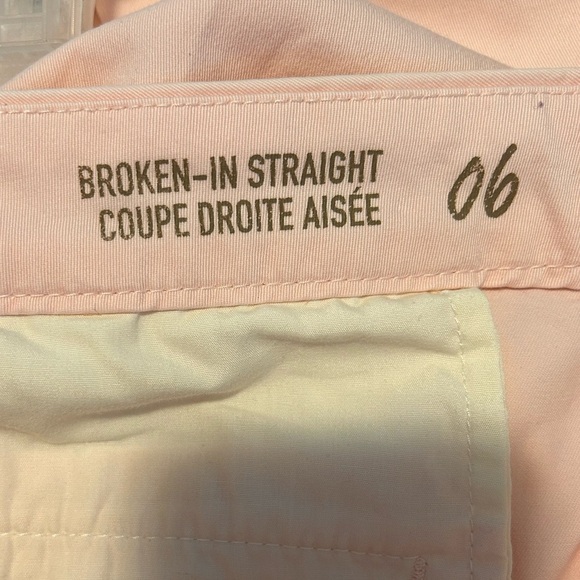 BROKEN-IN STRAIGHT
COUPE DROITE AISÉE
06